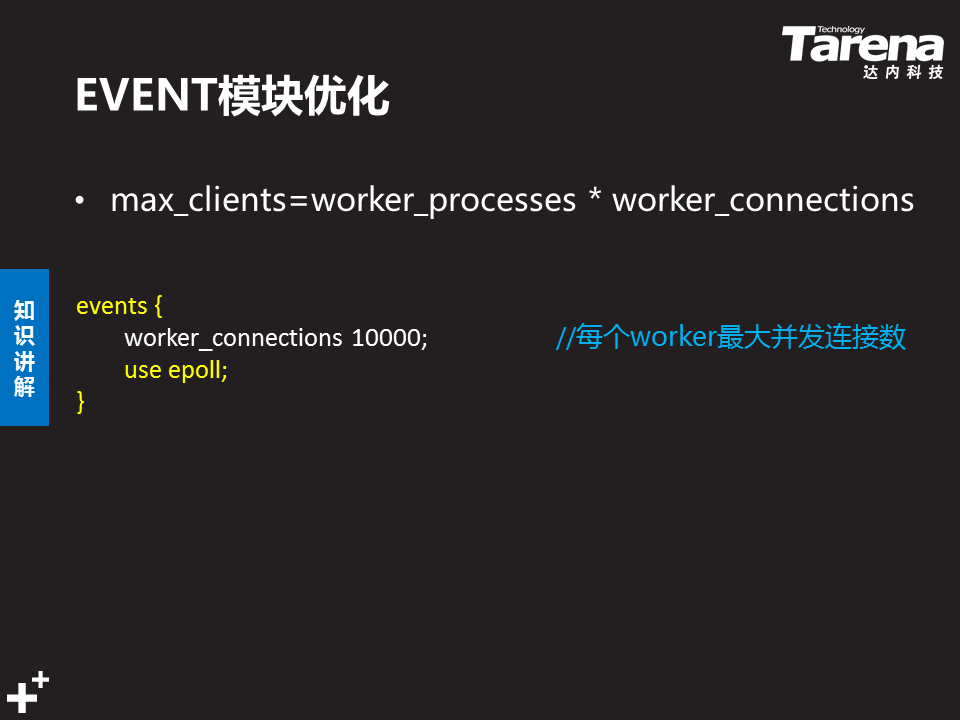 Technology
Tarena
达内科技
EVENT模块优化
• max_clients=worker_processes * worker_connections
知识讲解
events {
worker_connections 10000; //每个worker最大并发连接数
use epoll;
}